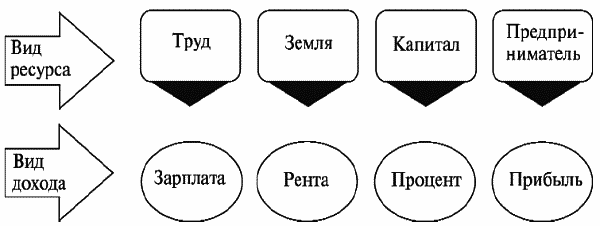 Вид
ресурса
Труд
Земля
Капитал
Предпри-
ниматель
Вид
дохода
Зарплата
Рента
Процент
Прибыль